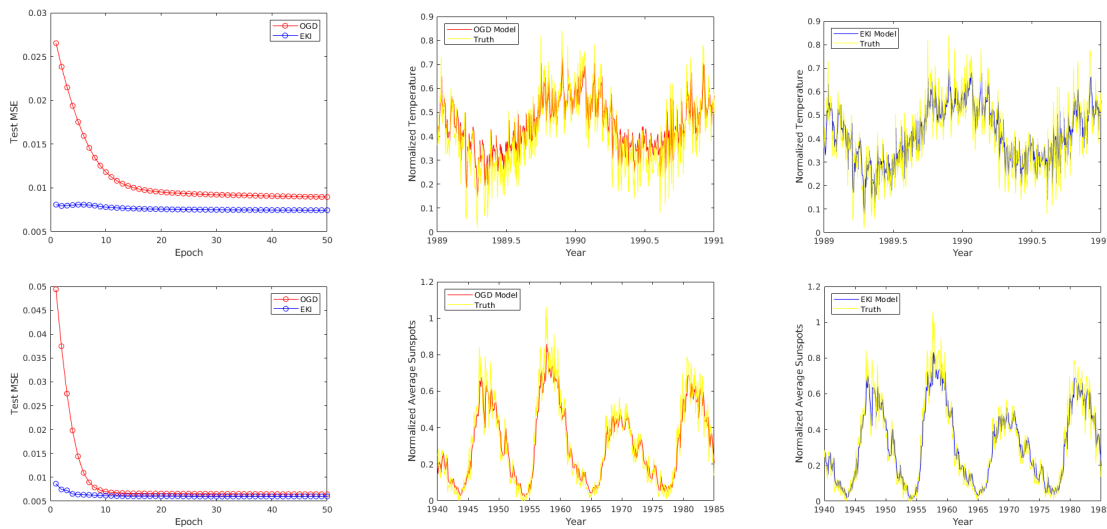 0.03
0.025
0.02
0.015
0.01
0.005
Test MSE
0 10 20 30 40 50
Epoch
OGD
EKI
0.9
0.8
0.7
0.6
0.5
0.4
0.3
0.2
0.1
0
Normalized Temperature
1989 1989.5 1990 1990.5 1991
Year
OGD Model
Truth
0.9
0.8
0.7
0.6
0.5
0.4
0.3
0.2
0.1
0
Normalized Temperature
1989 1989.5 1990 1990.5 199
Year
EKI Model
Truth
0.05
0.045
0.04
0.035
0.03
0.025
0.02
0.015
0.01
0.005
Test MSE
0 10 20 30 40 50
Epoch
OGD
EKI
1.2
1
0.8
0.6
0.4
0.2
0
Normalized Average Sunspots
1940 1945 1950 1955 1960 1965 1970 1975 1980 1985
Year
OGD Model
Truth
1.2
1
0.8
0.6
0.4
0.2
0
Normalized Average Sunspots
1940 1945 1950 1955 1960 1965 1970 1975 1980 198
Year
EKI Model
Truth